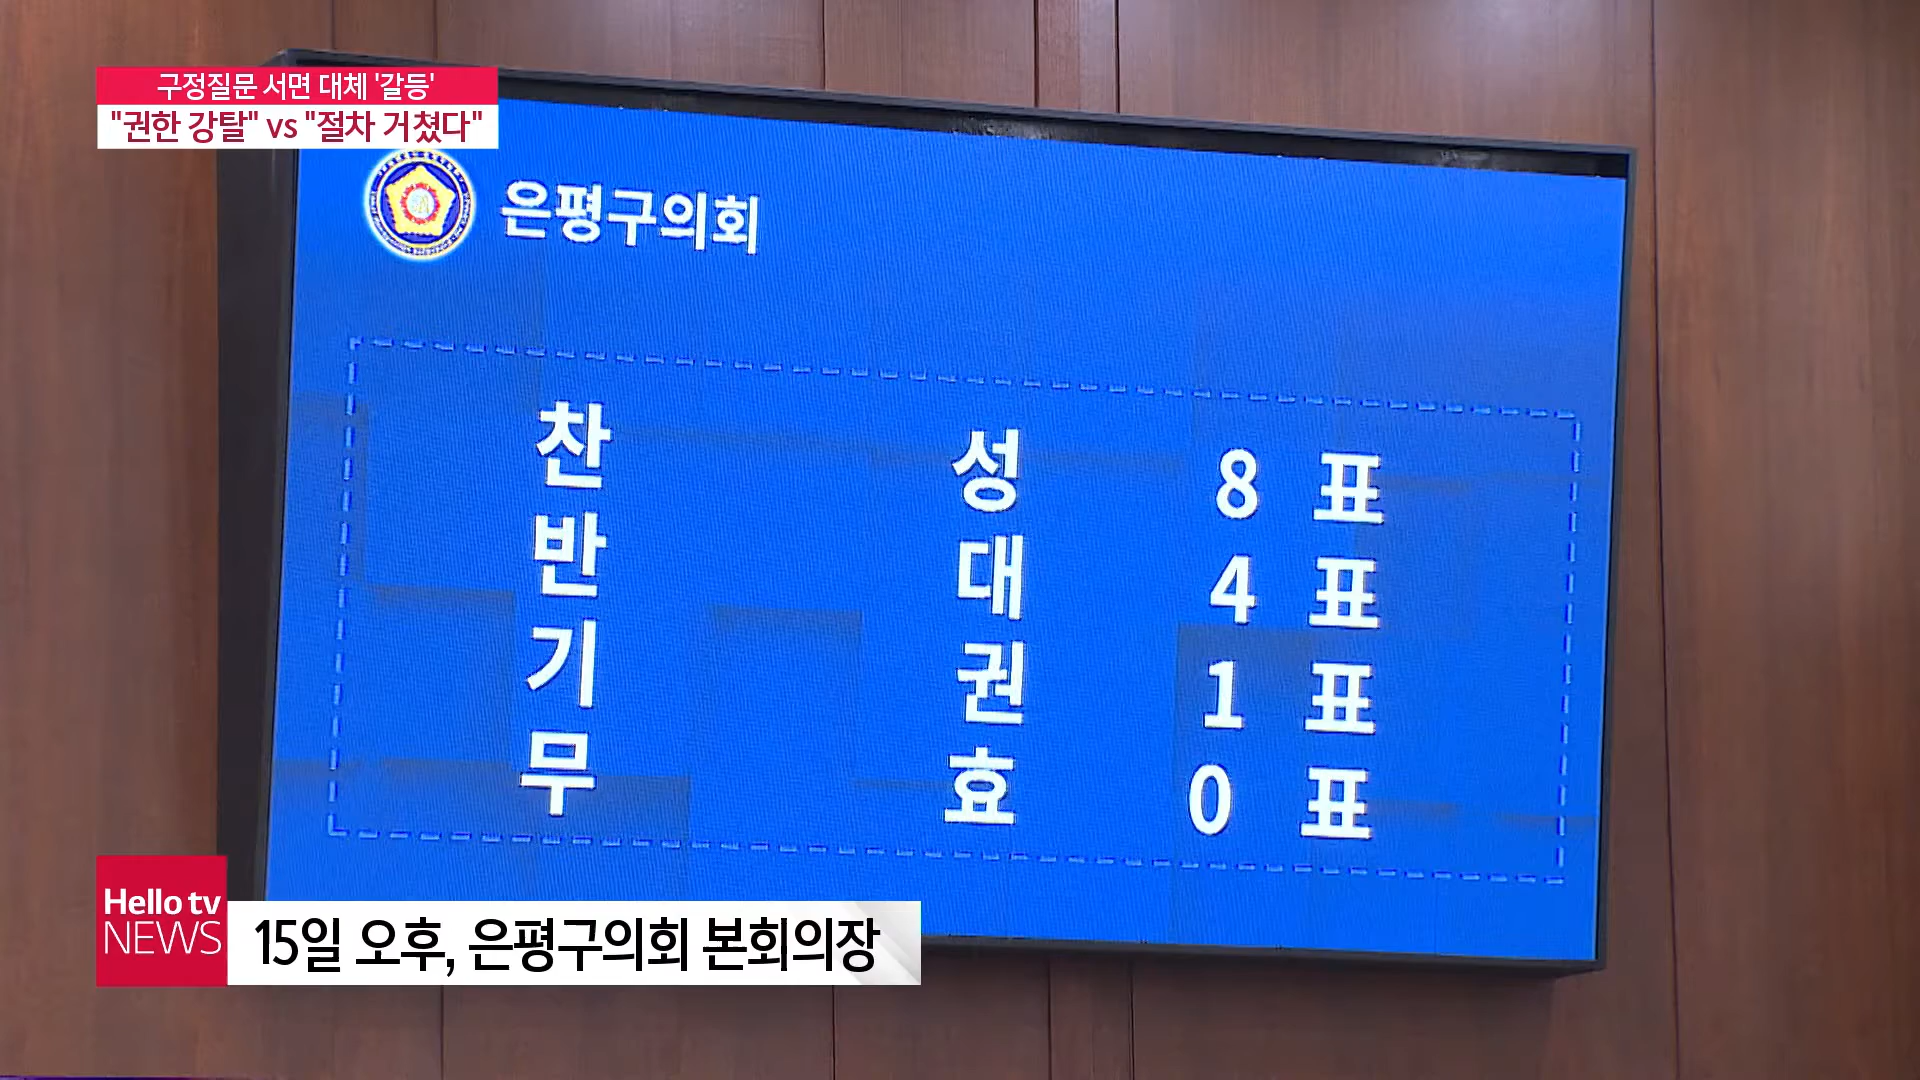 구정질문 서면 대체 '갈등'
"권한 강탈" vs "절차 거쳤다"
은평구의회
찬 성 8 표
반 대 4 표
기 권 1 표
무 효 0 표
Hello tv
NEWS
15일 오후, 은평구의회 본회의장